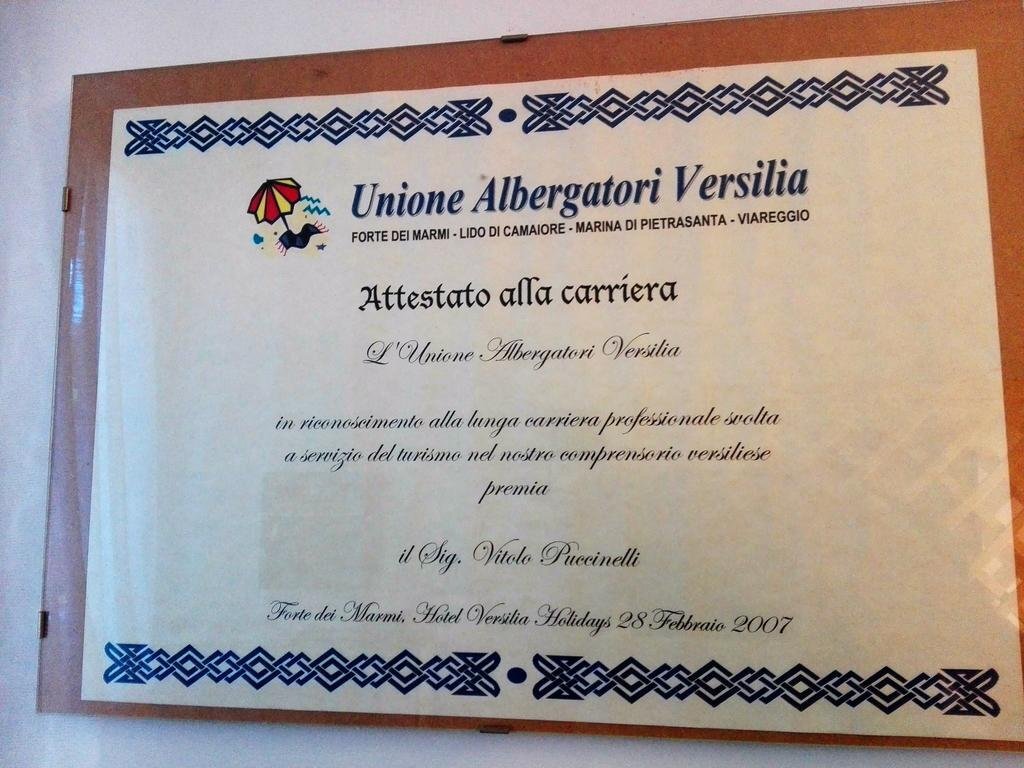 Unione Albergatori Versilia
FORTE DEI MARMI - LIDO DI CAMAIORE - MARINA DI PIETRASANTA - VIAREGGIO
Attestato alla carriera
L'Unione Albergatori Versilia
in riconoscimento alla lunga carriera professionale svolta
a servizio del turismo nel nostro comprensorio versiliese
premia
il Sig. Vitolo Puccinelli
Forte dei Marmi, Hotel Versilia Holidays 28 Febbraio 2007